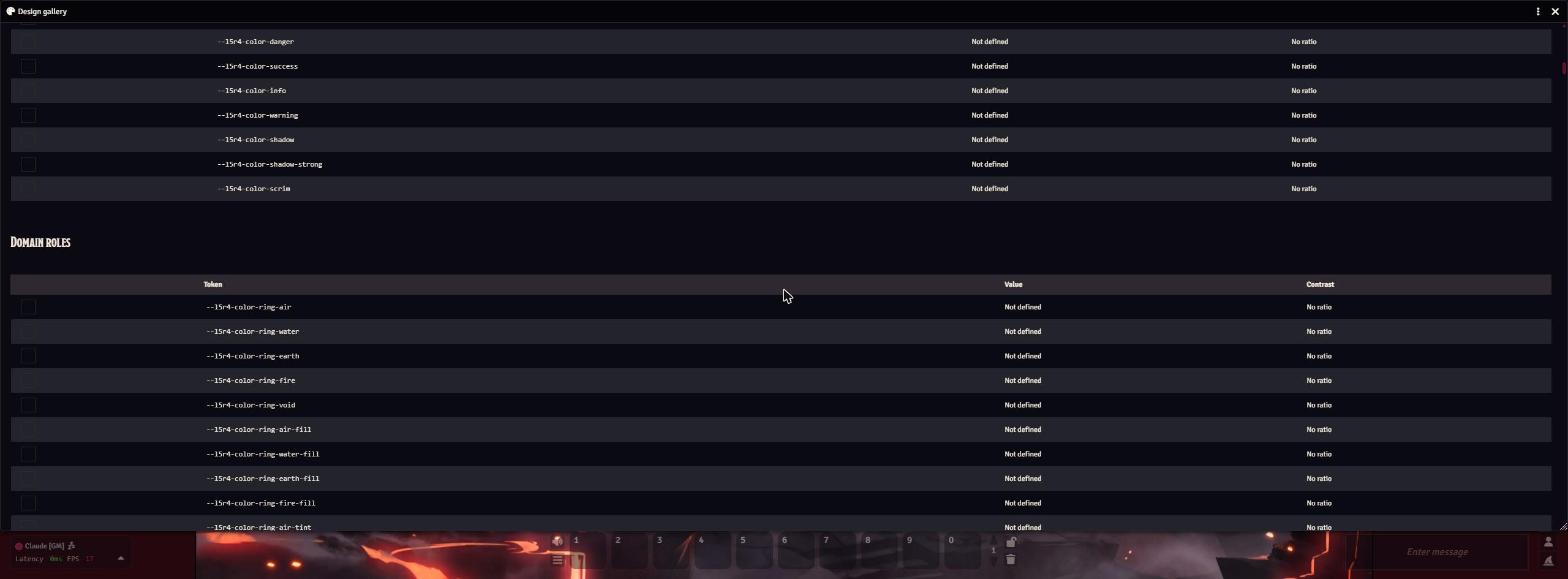 Design gallery
--l5r4-color-danger Not defined No ratio
--l5r4-color-success Not defined No ratio
--l5r4-color-info Not defined No ratio
--l5r4-color-warning Not defined No ratio
--l5r4-color-shadow Not defined No ratio
--l5r4-color-shadow-strong Not defined No ratio
--l5r4-color-scrim Not defined No ratio
Domain roles
Token Value Contrast
--l5r4-color-ring-air Not defined No ratio
--l5r4-color-ring-water Not defined No ratio
--l5r4-color-ring-earth Not defined No ratio
--l5r4-color-ring-fire Not defined No ratio
--l5r4-color-ring-void Not defined No ratio
--l5r4-color-ring-air-fill Not defined No ratio
--l5r4-color-ring-water-fill Not defined No ratio
--l5r4-color-ring-earth-fill Not defined No ratio
--l5r4-color-ring-fire-fill Not defined No ratio
--l5r4-color-ring-air-tint Not defined No ratio
Claude [GM]
Latency 0ms FPS 17
1 2 3 4 5 6 7 8 9 0
1
Enter message